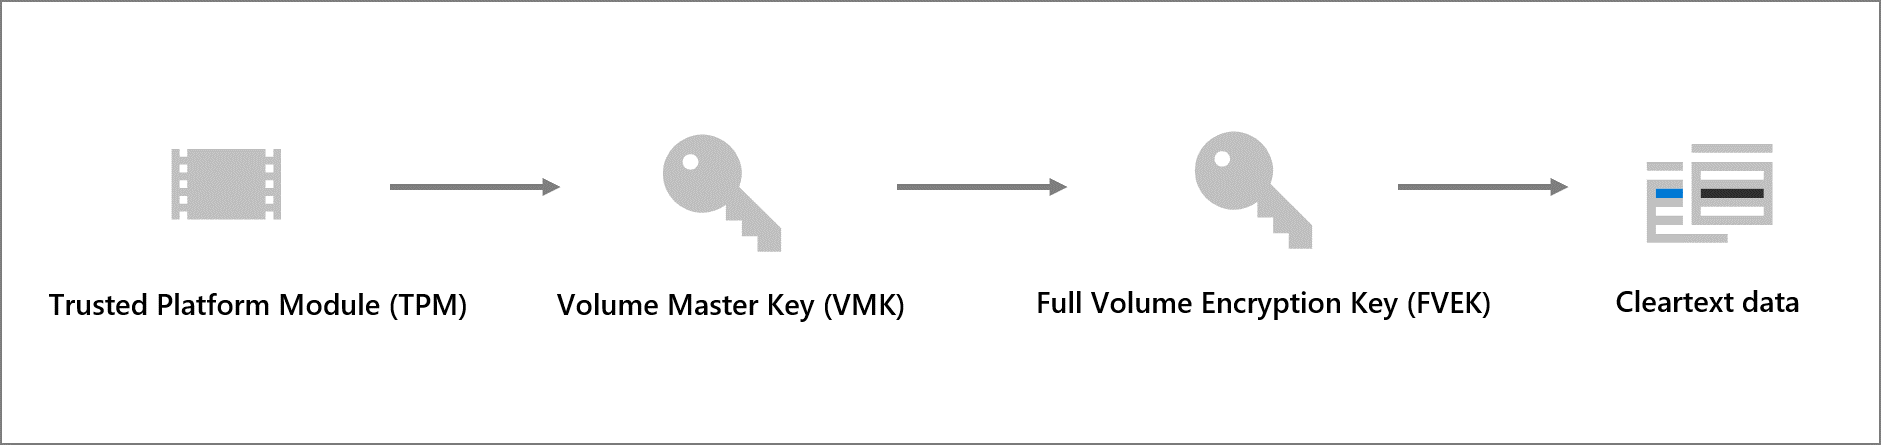 Trusted Platform Module (TPM)
Volume Master Key (VMK)
Full Volume Encryption Key (FVEK)
Cleartext data